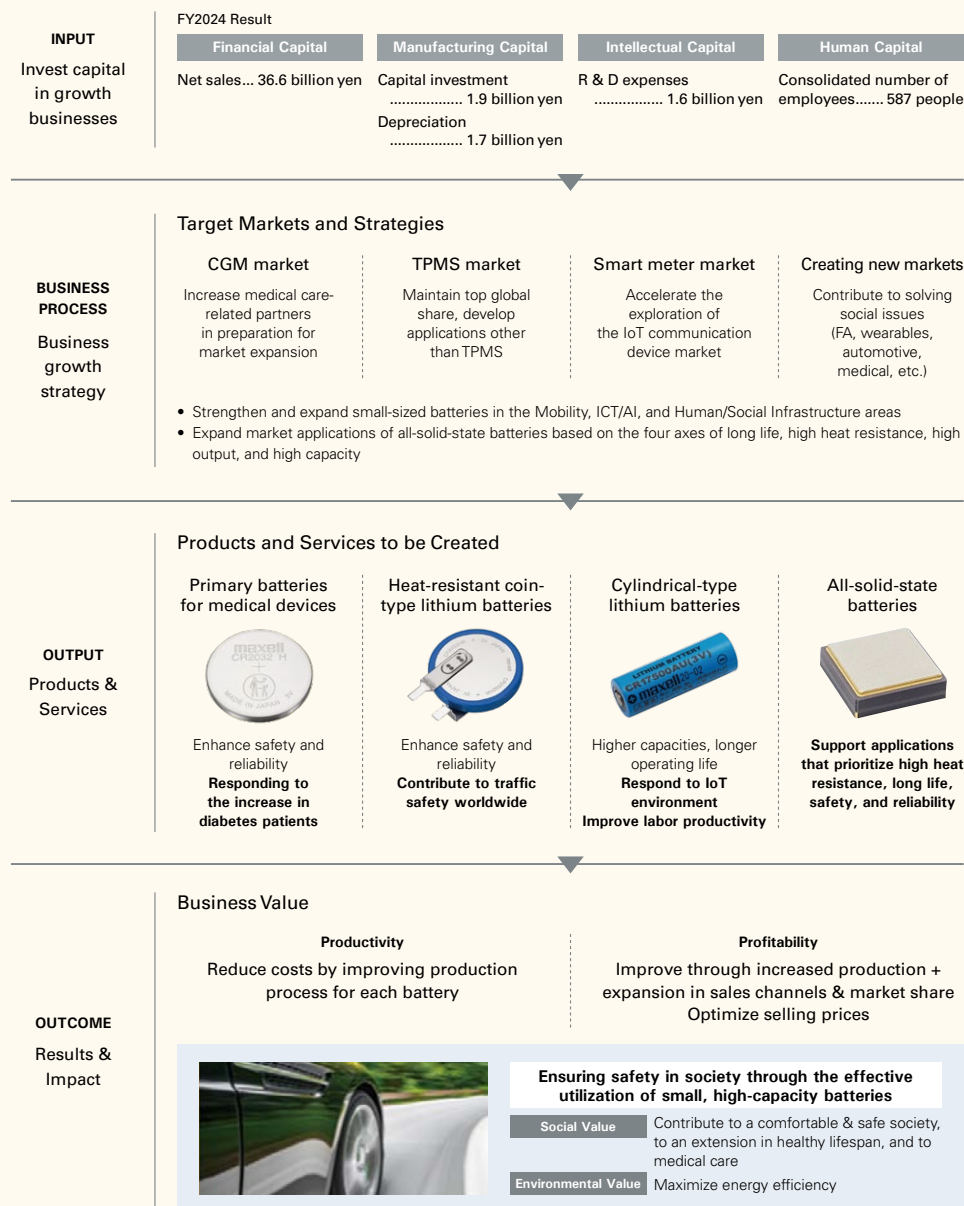 FY2024 Result
INPUT
Invest capital
in growth
businesses
Financial Capital
Net sales... 36.6 billion yen
Manufacturing Capital
Capital investment
.................. 1.9 billion yen
Depreciation
.................. 1.7 billion yen
Intellectual Capital
R & D expenses
................. 1.6 billion yen
Human Capital
Consolidated number of
employees....... 587 people
BUSINESS
PROCESS
Business
growth
strategy
Target Markets and Strategies
CGM market
Increase medical care-
related partners
in preparation for
market expansion
TPMS market
Maintain top global
share, develop
applications other
than TPMS
Smart meter market
Accelerate the
exploration of
the IoT communication
device market
Creating new markets
Contribute to solving
social issues
(FA, wearables,
automotive,
medical, etc.)
• Strengthen and expand small-sized batteries in the Mobility, ICT/AI, and Human/Social Infrastructure areas
• Expand market applications of all-solid-state batteries based on the four axes of long life, high heat resistance, high
output, and high capacity
OUTPUT
Products &
Services
Products and Services to be Created
Primary batteries
for medical devices
maxell
CR2032 H
+
MADE IN JAPAN 3V
Enhance safety and
reliability
Responding to
the increase in
diabetes patients
Heat-resistant coin-
type lithium batteries
Enhance safety and
reliability
Contribute to traffic
safety worldwide
Cylindrical-type
lithium batteries
LITHIUM BATTERY
CR17500AU(3V)
maxell 20-02
Higher capacities, longer
operating life
Respond to IoT
environment
Improve labor productivity
All-solid-state
batteries
Support applications
that prioritize high heat
resistance, long life,
safety, and reliability
OUTCOME
Results &
Impact
Business Value
Productivity
Reduce costs by improving production
process for each battery
Profitability
Improve through increased production +
expansion in sales channels & market share
Optimize selling prices
Ensuring safety in society through the effective
utilization of small, high-capacity batteries
Social Value
Contribute to a comfortable & safe society,
to an extension in healthy lifespan, and to
medical care
Environmental Value
Maximize energy efficiency